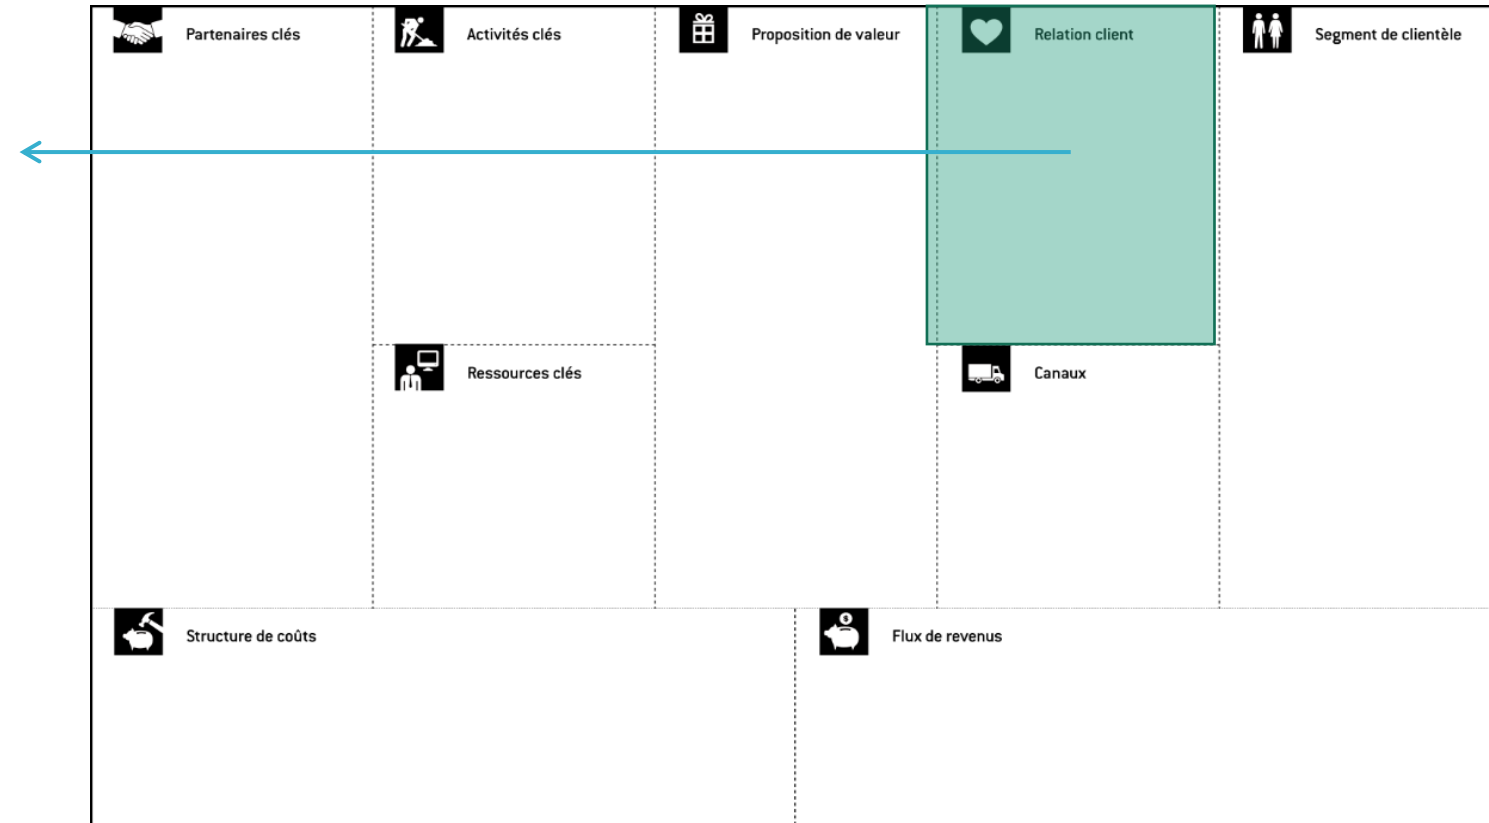 Partenaires clés
Activités clés
Proposition de valeur
Relation client
Segment de clientèle
Ressources clés
Canaux
Structure de coûts
Flux de revenus